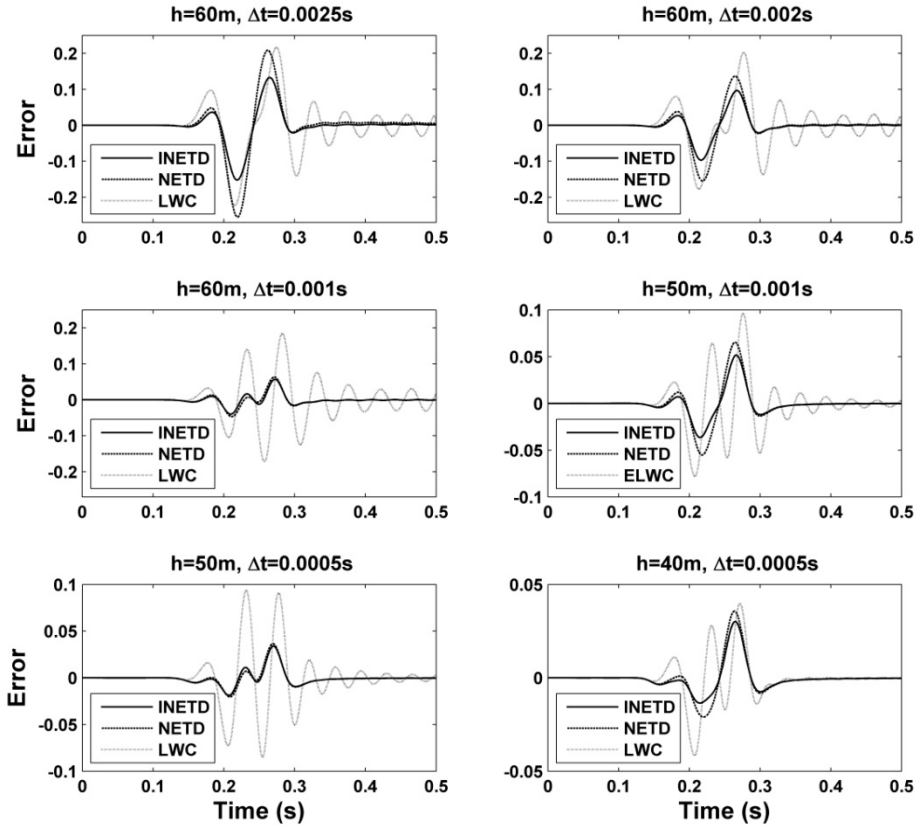 h=60m, Δt=0.0025s
Error
0.2
0.1
0
-0.1
-0.2
INETD
NETD
LWC
0 0.1 0.2 0.3 0.4 0.5
h=60m, Δt=0.002s
0.2
0.1
0
-0.1
-0.2
INETD
NETD
LWC
0 0.1 0.2 0.3 0.4 0.5
h=60m, Δt=0.001s
Error
0.2
0.1
0
-0.1
-0.2
INETD
NETD
LWC
0 0.1 0.2 0.3 0.4 0.5
h=50m, Δt=0.001s
0.1
0.05
0
-0.05
-0.1
INETD
NETD
ELWC
0 0.1 0.2 0.3 0.4 0.5
h=50m, Δt=0.0005s
Error
0.1
0.05
0
-0.05
-0.1
INETD
NETD
LWC
0 0.1 0.2 0.3 0.4 0.5
Time (s)
h=40m, Δt=0.0005s
0.05
0
0.05
INETD
NETD
LWC
0 0.1 0.2 0.3 0.4 0.5
Time (s)